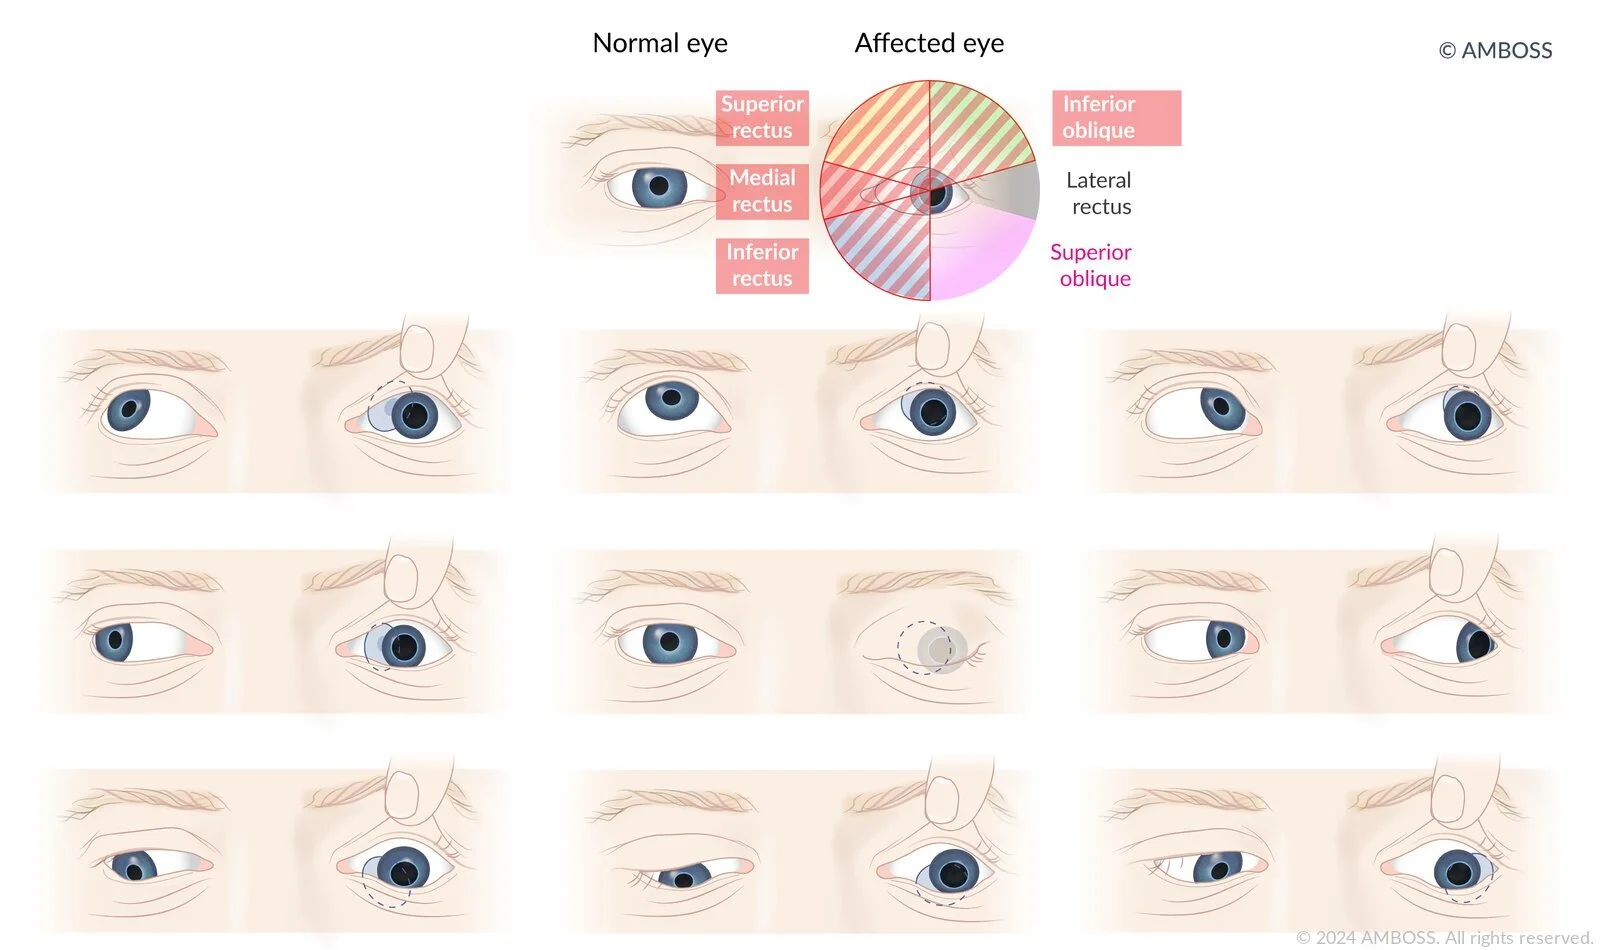 Normal eye
Affected eye
© AMBOSS
Superior
rectus
Inferior
oblique
Medial
rectus
Lateral
rectus
Inferior
rectus
Superior
oblique
© 2024 AMBOSS. All rights reserved.